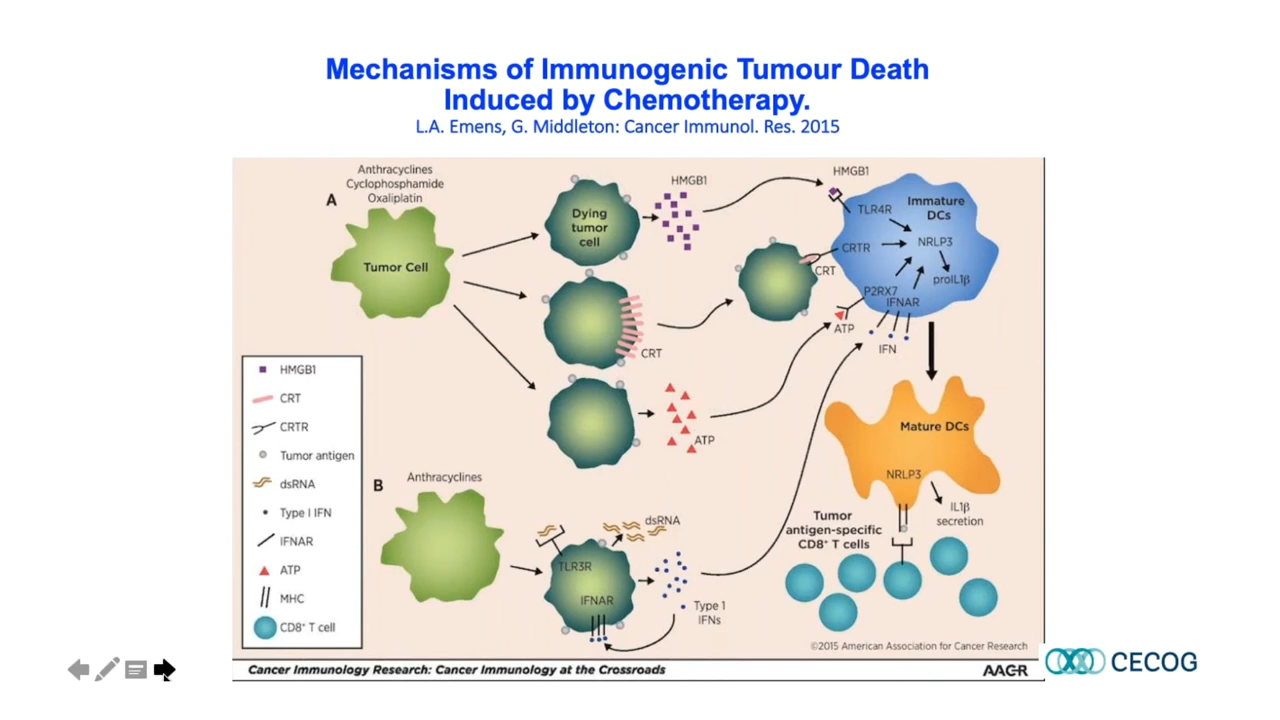 Mechanisms of Immunogenic Tumour Death
Induced by Chemotherapy.
L.A. Emens, G. Middleton: Cancer Immunol. Res. 2015
A
Anthracyclines
Cyclophosphamide
Oxaliplatin
Tumor Cell
Dying
tumor
cell
HMGB1
HMGB1
TLR4R
Immature
DCs
CRTR
NRLP3
CRT
proIL1β
P2RX7
IFNAR
ATP
IFN
CRT
ATP
HMGB1
CRT
CRTR
Tumor antigen
dsRNA
Type I IFN
IFNAR
ATP
MHC
CD8+ T cell
Mature DCs
NRLP3
IL1β
secretion
Tumor
antigen-specific
CD8+ T cells
B
Anthracyclines
dsRNA
TLR3R
IFNAR
Type 1
IFNs
©2015 American Association for Cancer Research
Cancer Immunology Research: Cancer Immunology at the Crossroads
AACR
CECOG